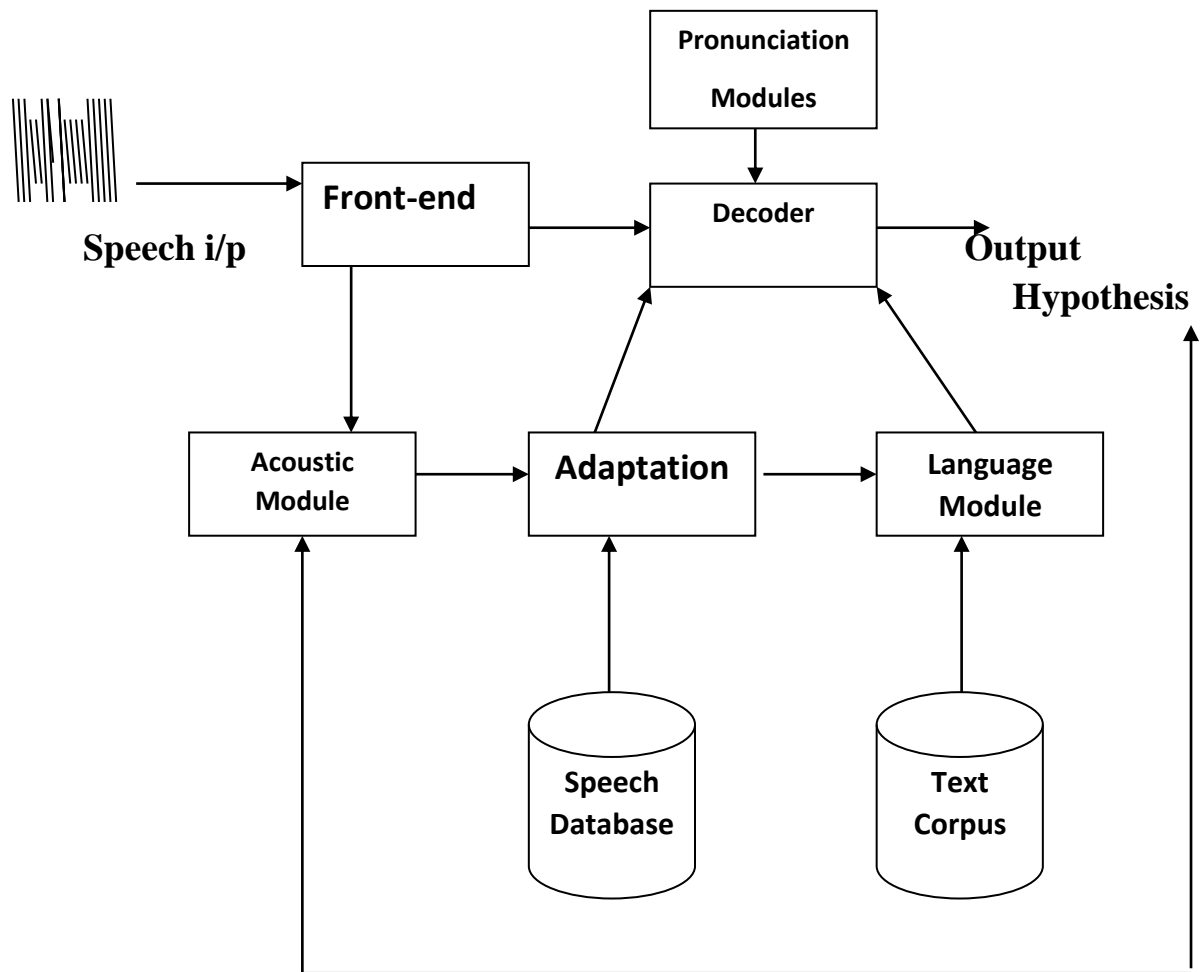 Pronunciation
Modules
Front-end
Decoder
Speech i/p
Output
Hypothesis
Acoustic
Module
Adaptation
Language
Module
Speech
Database
Text
Corpus